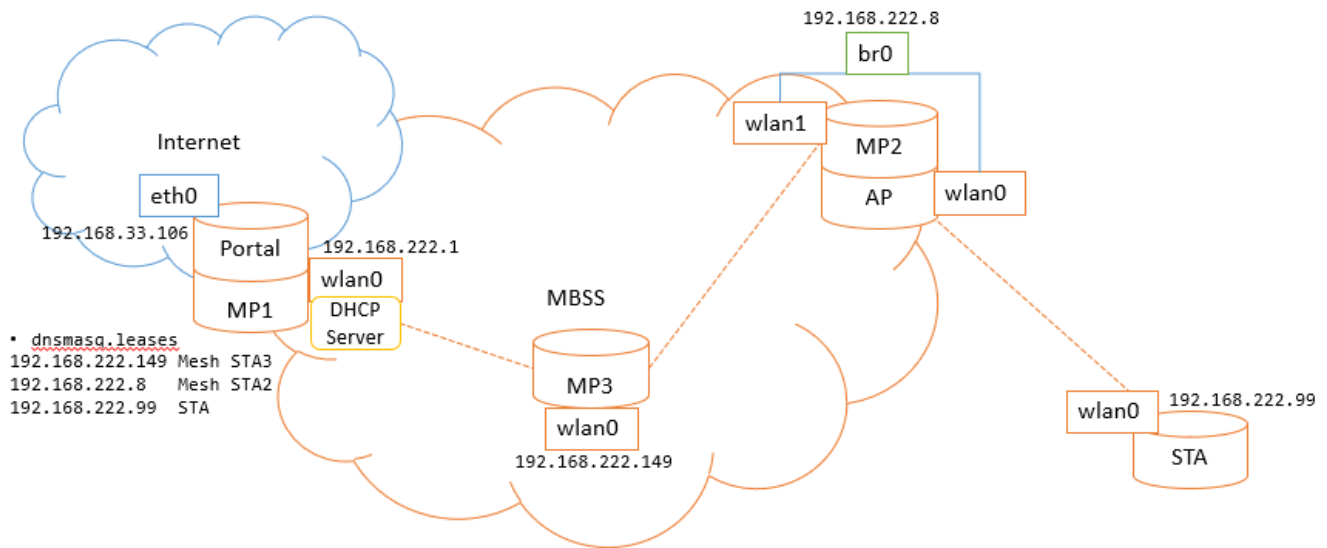 192.168.222.8
br0
wlan1
MP2
AP
wlan0
Internet
eth0
192.168.33.106
Portal
MP1
192.168.222.1
wlan0
DHCP
Server
• dnsmasq.leases
192.168.222.149 Mesh STA3
192.168.222.8 Mesh STA2
192.168.222.99 STA
MBSS
MP3
wlan0
192.168.222.149
wlan0
192.168.222.99
STA